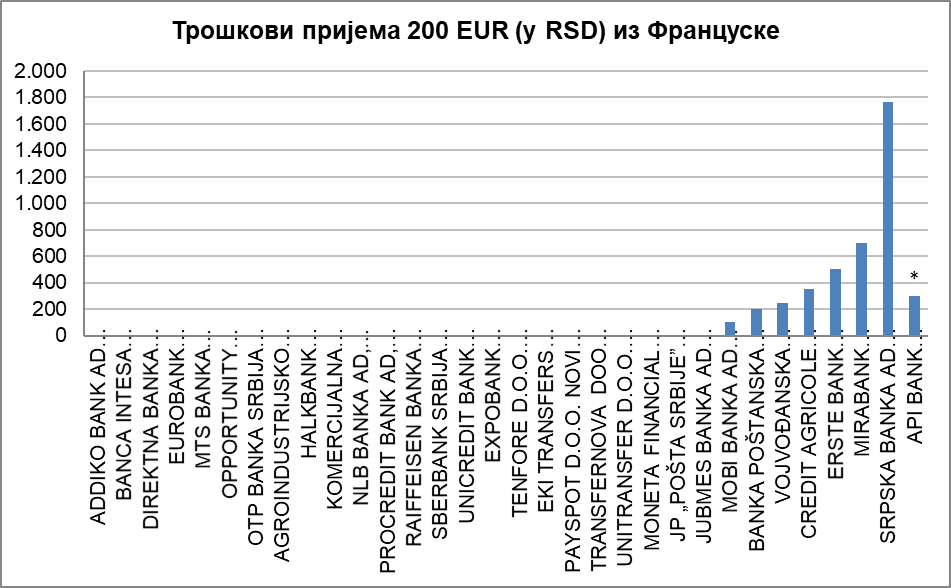 Трошкови пријема 200 EUR (у RSD) из Француске
2.000
1.800
1.600
1.400
1.200
1.000
800
600
400
200
0
*
ADDIKO BANK AD…
BANCA INTESA…
DIREKTNA BANKA…
EUROBANK…
MTS BANKA…
OPPORTUNITY…
OTP BANKA SRBIJA…
AGROINDUSTRIJSKO…
HALKBANK…
KOMERCIJALNA…
NLB BANKA AD,…
PROCREDIT BANK AD,…
RAIFFEISEN BANKA…
SBERBANK SRBIJA…
UNICREDIT BANK…
EXPOBANK…
TENFORE D.O.O…
EKI TRANSFERS…
PAYSPOT D.O.O. NOVI…
TRANSFERNOVA DOO…
UNITRANSFER D.O.O…
MONETA FINANCIAL…
JP „POŠTA SRBIJE”…
JUBMES BANKA AD…
MOBI BANKA AD…
BANKA POŠTANSKA…
VOJVOĐANSKA…
CREDIT AGRICOLE…
ERSTE BANK…
MIRABANK…
SRPSKA BANKA AD…
API BANK…